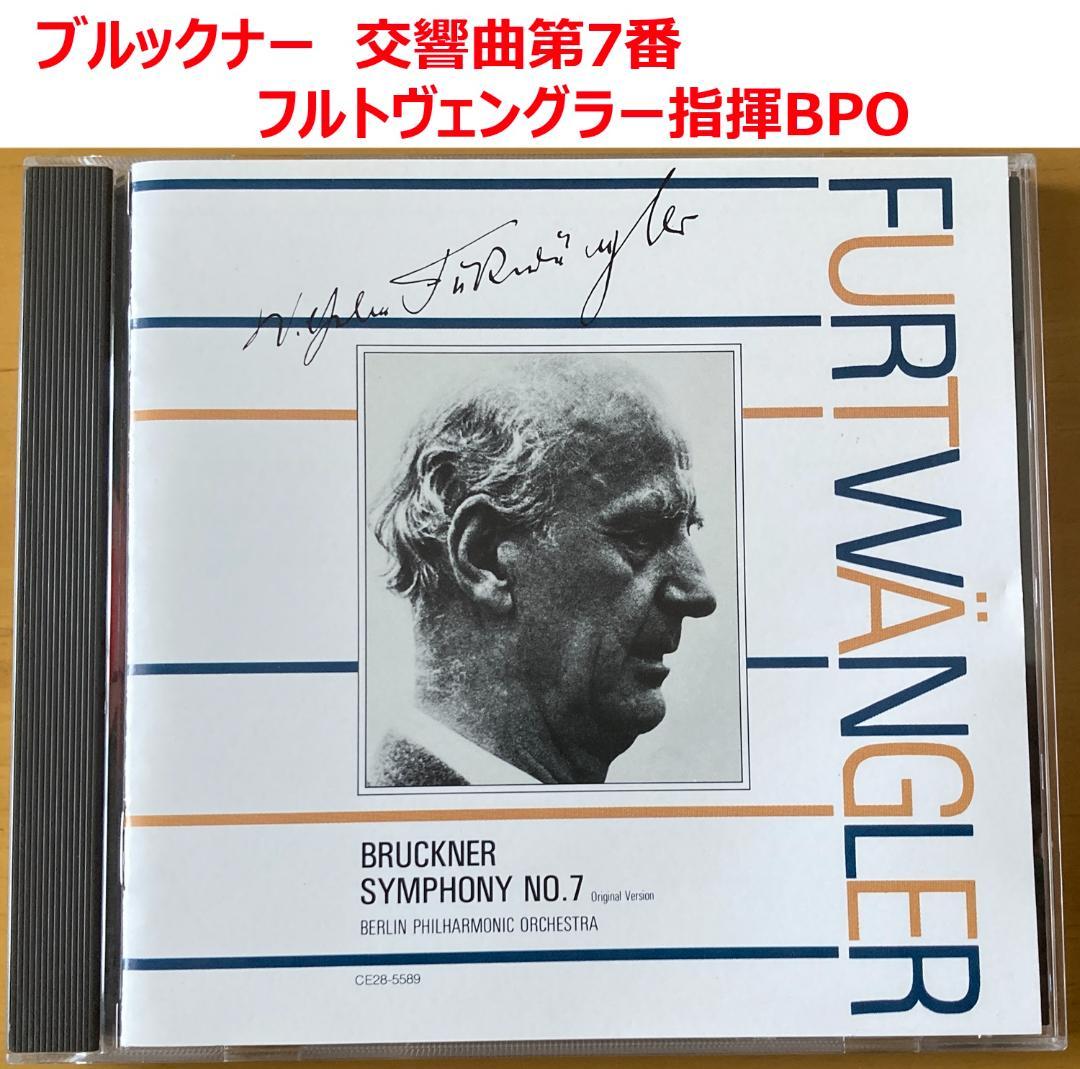 ブルックナー 交響曲第7番
フルトヴェングラー指揮BPO
Wilhelm Furtwängler
FURTWÄNGLER
BRUCKNER
SYMPHONY NO.7 Original Version
BERLIN PHILHARMONIC ORCHESTRA
CE28-5589